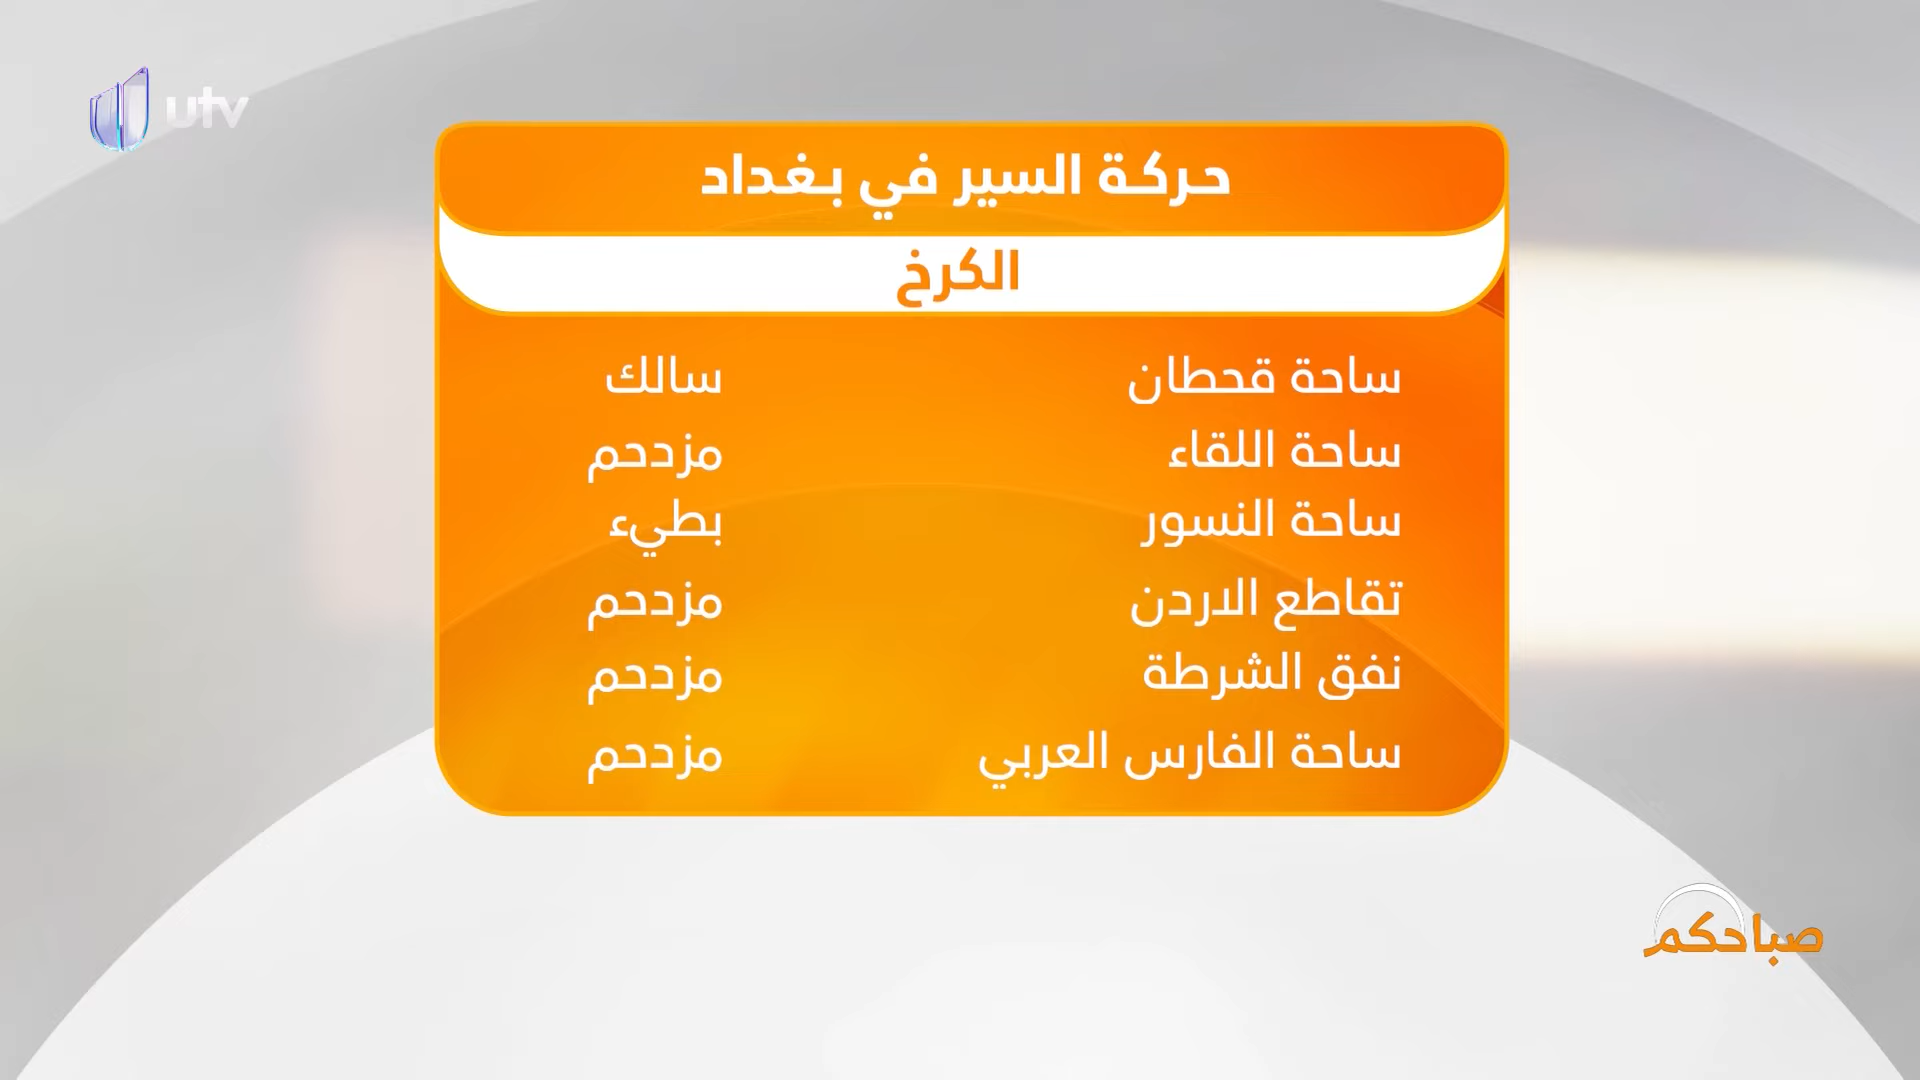 utv
حركة السير في بغداد
الكرخ
ساحة قحطان سالك
ساحة اللقاء مزدحم
ساحة النسور بطيء
تقاطع الاردن مزدحم
نفق الشرطة مزدحم
ساحة الفارس العربي مزدحم
صباحكم